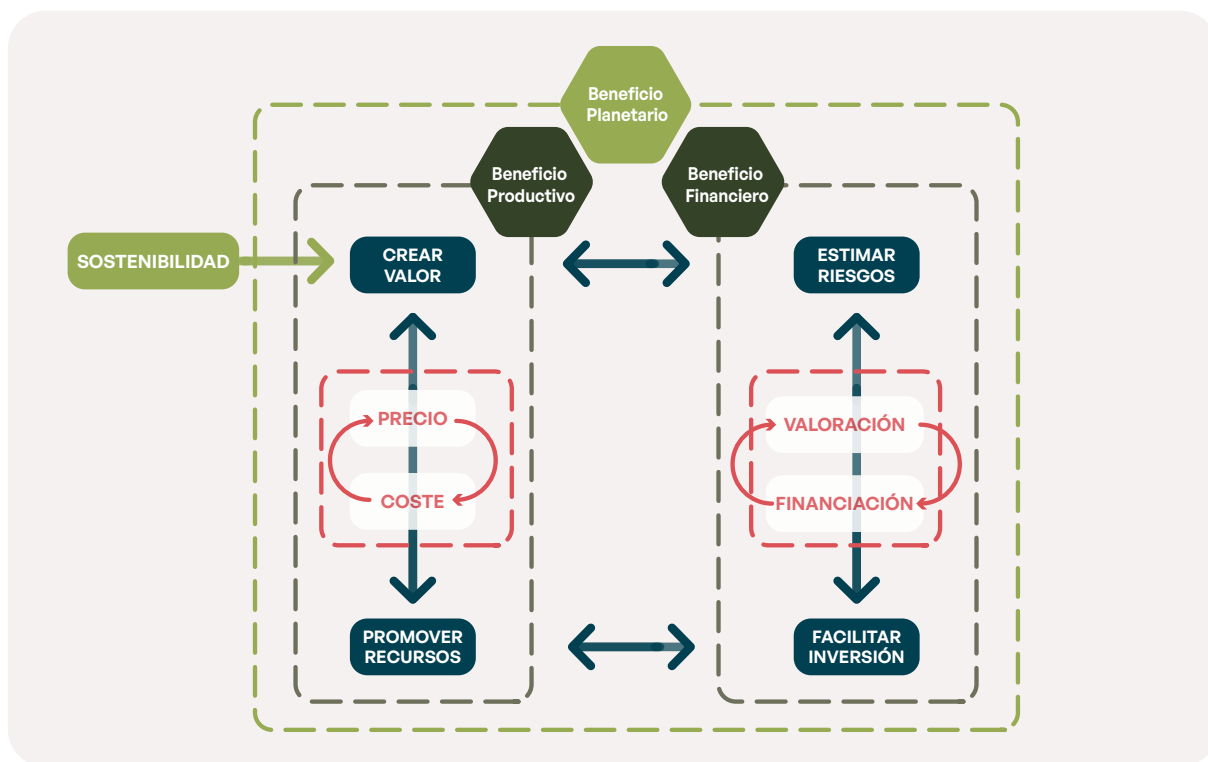 Beneficio
Planetario
Beneficio
Productivo
Beneficio
Financiero
SOSTENIBILIDAD
CREAR
VALOR
ESTIMAR
RIESGOS
PRECIO
COSTE
VALORACIÓN
FINANCIACIÓN
PROMOVER
RECURSOS
FACILITAR
INVERSIÓN